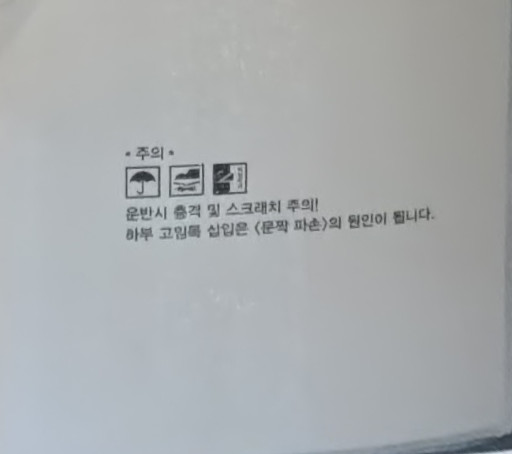 * 주의 *
운반시 충격 및 스크래치 주의!
하부 고임목 삽입은 <문짝 파손>의 원인이 됩니다.